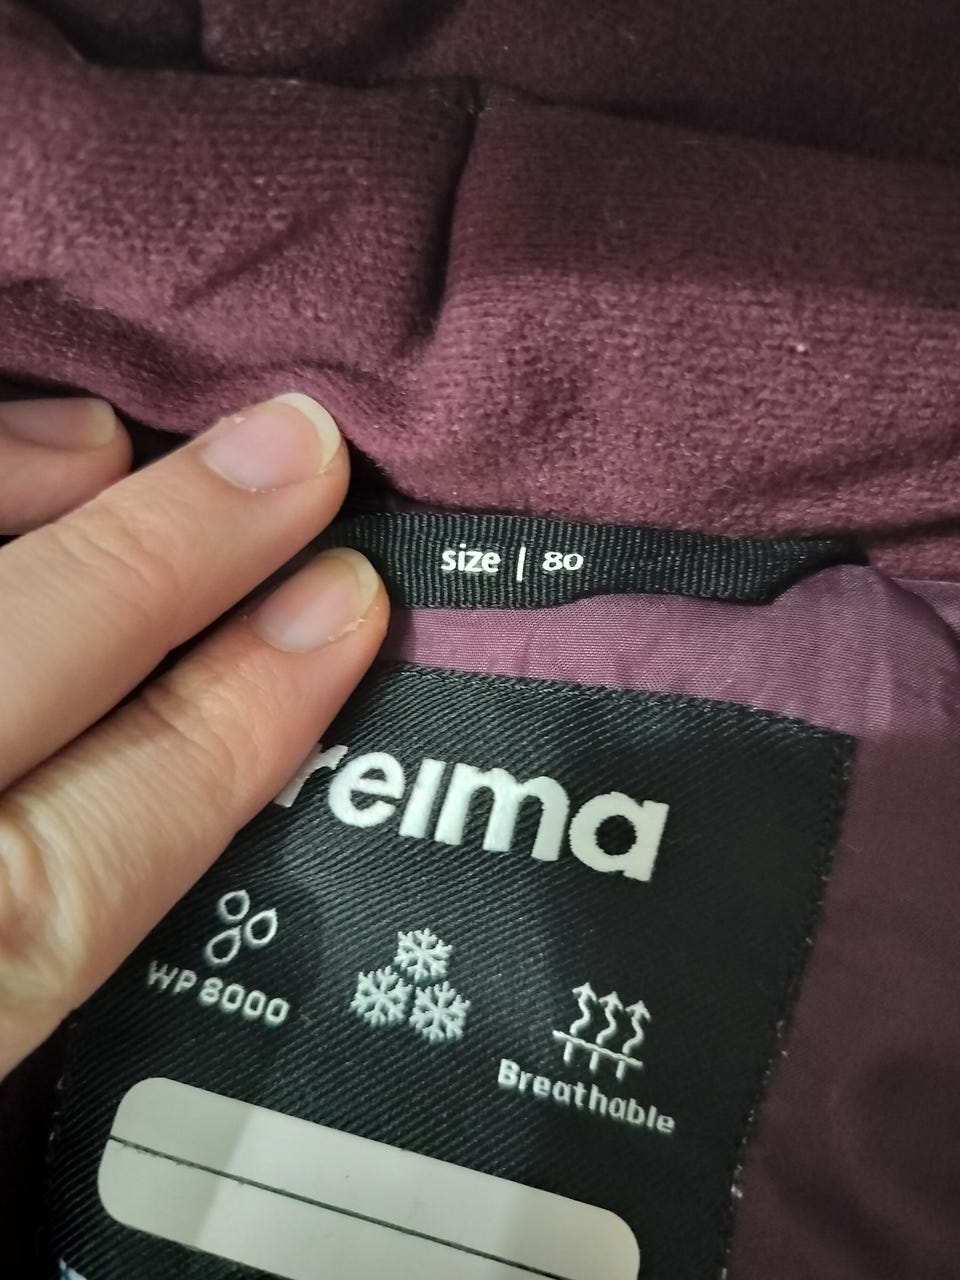 size | 80
reima
WP 8000
Breathable